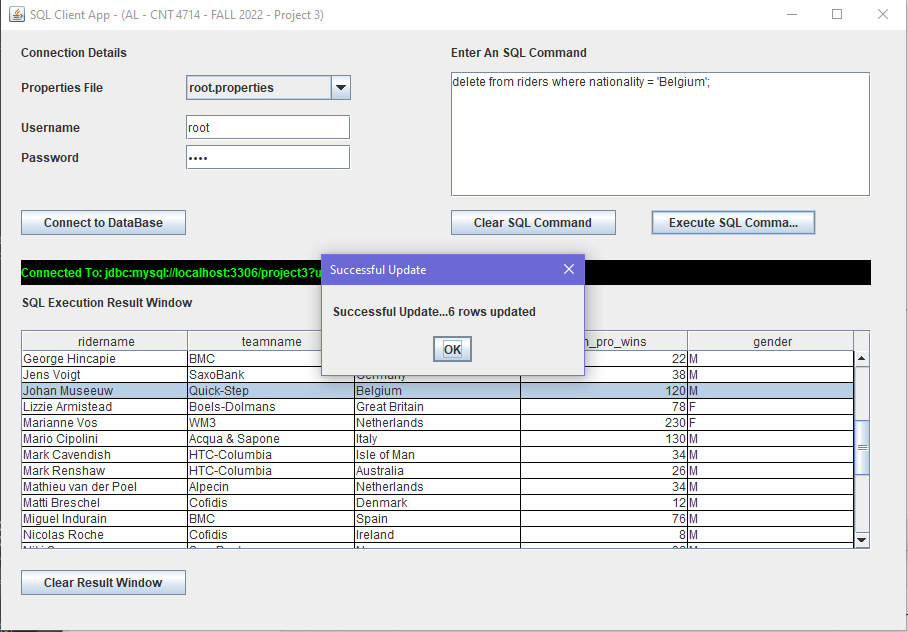 SQL Client App - (AL - CNT 4714 - FALL 2022 - Project 3)
Connection Details
Enter An SQL Command
Properties File
root.properties
delete from riders where nationality = 'Belgium';
Username
root
Password
••••
Connect to DataBase
Clear SQL Command
Execute SQL Comma...
Connected To: jdbc:mysql://localhost:3306/project3?u
Successful Update
Successful Update...6 rows updated
OK
SQL Execution Result Window
ridername teamname n_pro_wins gender
George Hincapie BMC 22 M
Jens Voigt SaxoBank Germany 38 M
Johan Museeuw Quick-Step Belgium 120 M
Lizzie Armistead Boels-Dolmans Great Britain 78 F
Marianne Vos WM3 Netherlands 230 F
Mario Cipolini Acqua & Sapone Italy 130 M
Mark Cavendish HTC-Columbia Isle of Man 34 M
Mark Renshaw HTC-Columbia Australia 26 M
Mathieu van der Poel Alpecin Netherlands 34 M
Matti Breschel Cofidis Denmark 12 M
Miguel Indurain BMC Spain 76 M
Nicolas Roche Cofidis Ireland 8 M
Clear Result Window